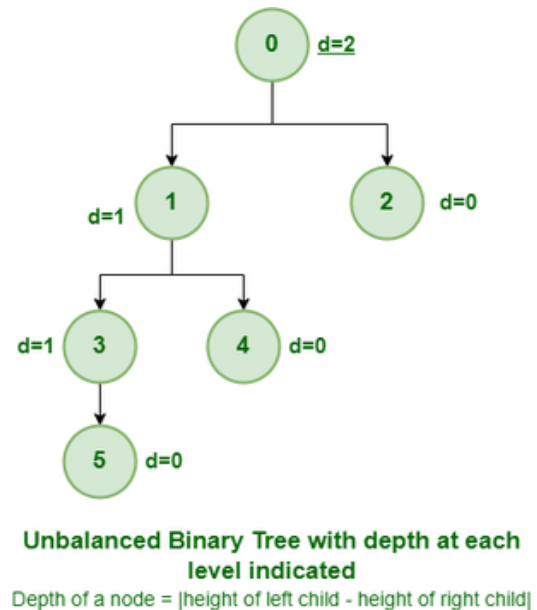 0 d=2
1 2 d=0
d=1
d=1 3 4 d=0
5 d=0
Unbalanced Binary Tree with depth at each
level indicated
Depth of a node = |height of left child - height of right child|